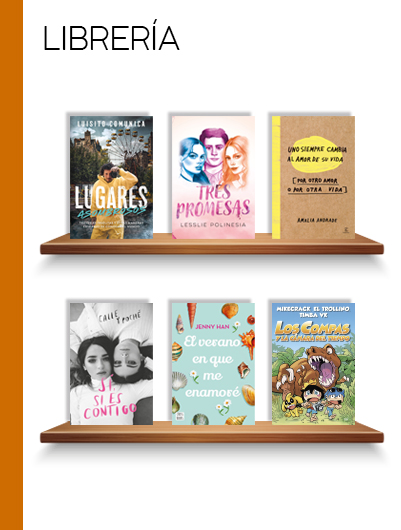 LIBRERÍA
LUISITO COMUNICA
LUGARES
ASOMBROSOS
TRES
PROMESAS
LESSLIE POLINESIA
UNO SIEMPRE CAMBIA
AL AMOR DE SU VIDA
[POR OTRO AMOR
O POR OTRA VIDA]
AMALIA ANDRADE
CALLE Y POCHÉ
SÍ,
SI ES
CONTIGO
JENNY HAN
El verano
en que
me
enamoré
MIKECRACK, EL TROLLINO
TIMBA VK
LOS COMPAS